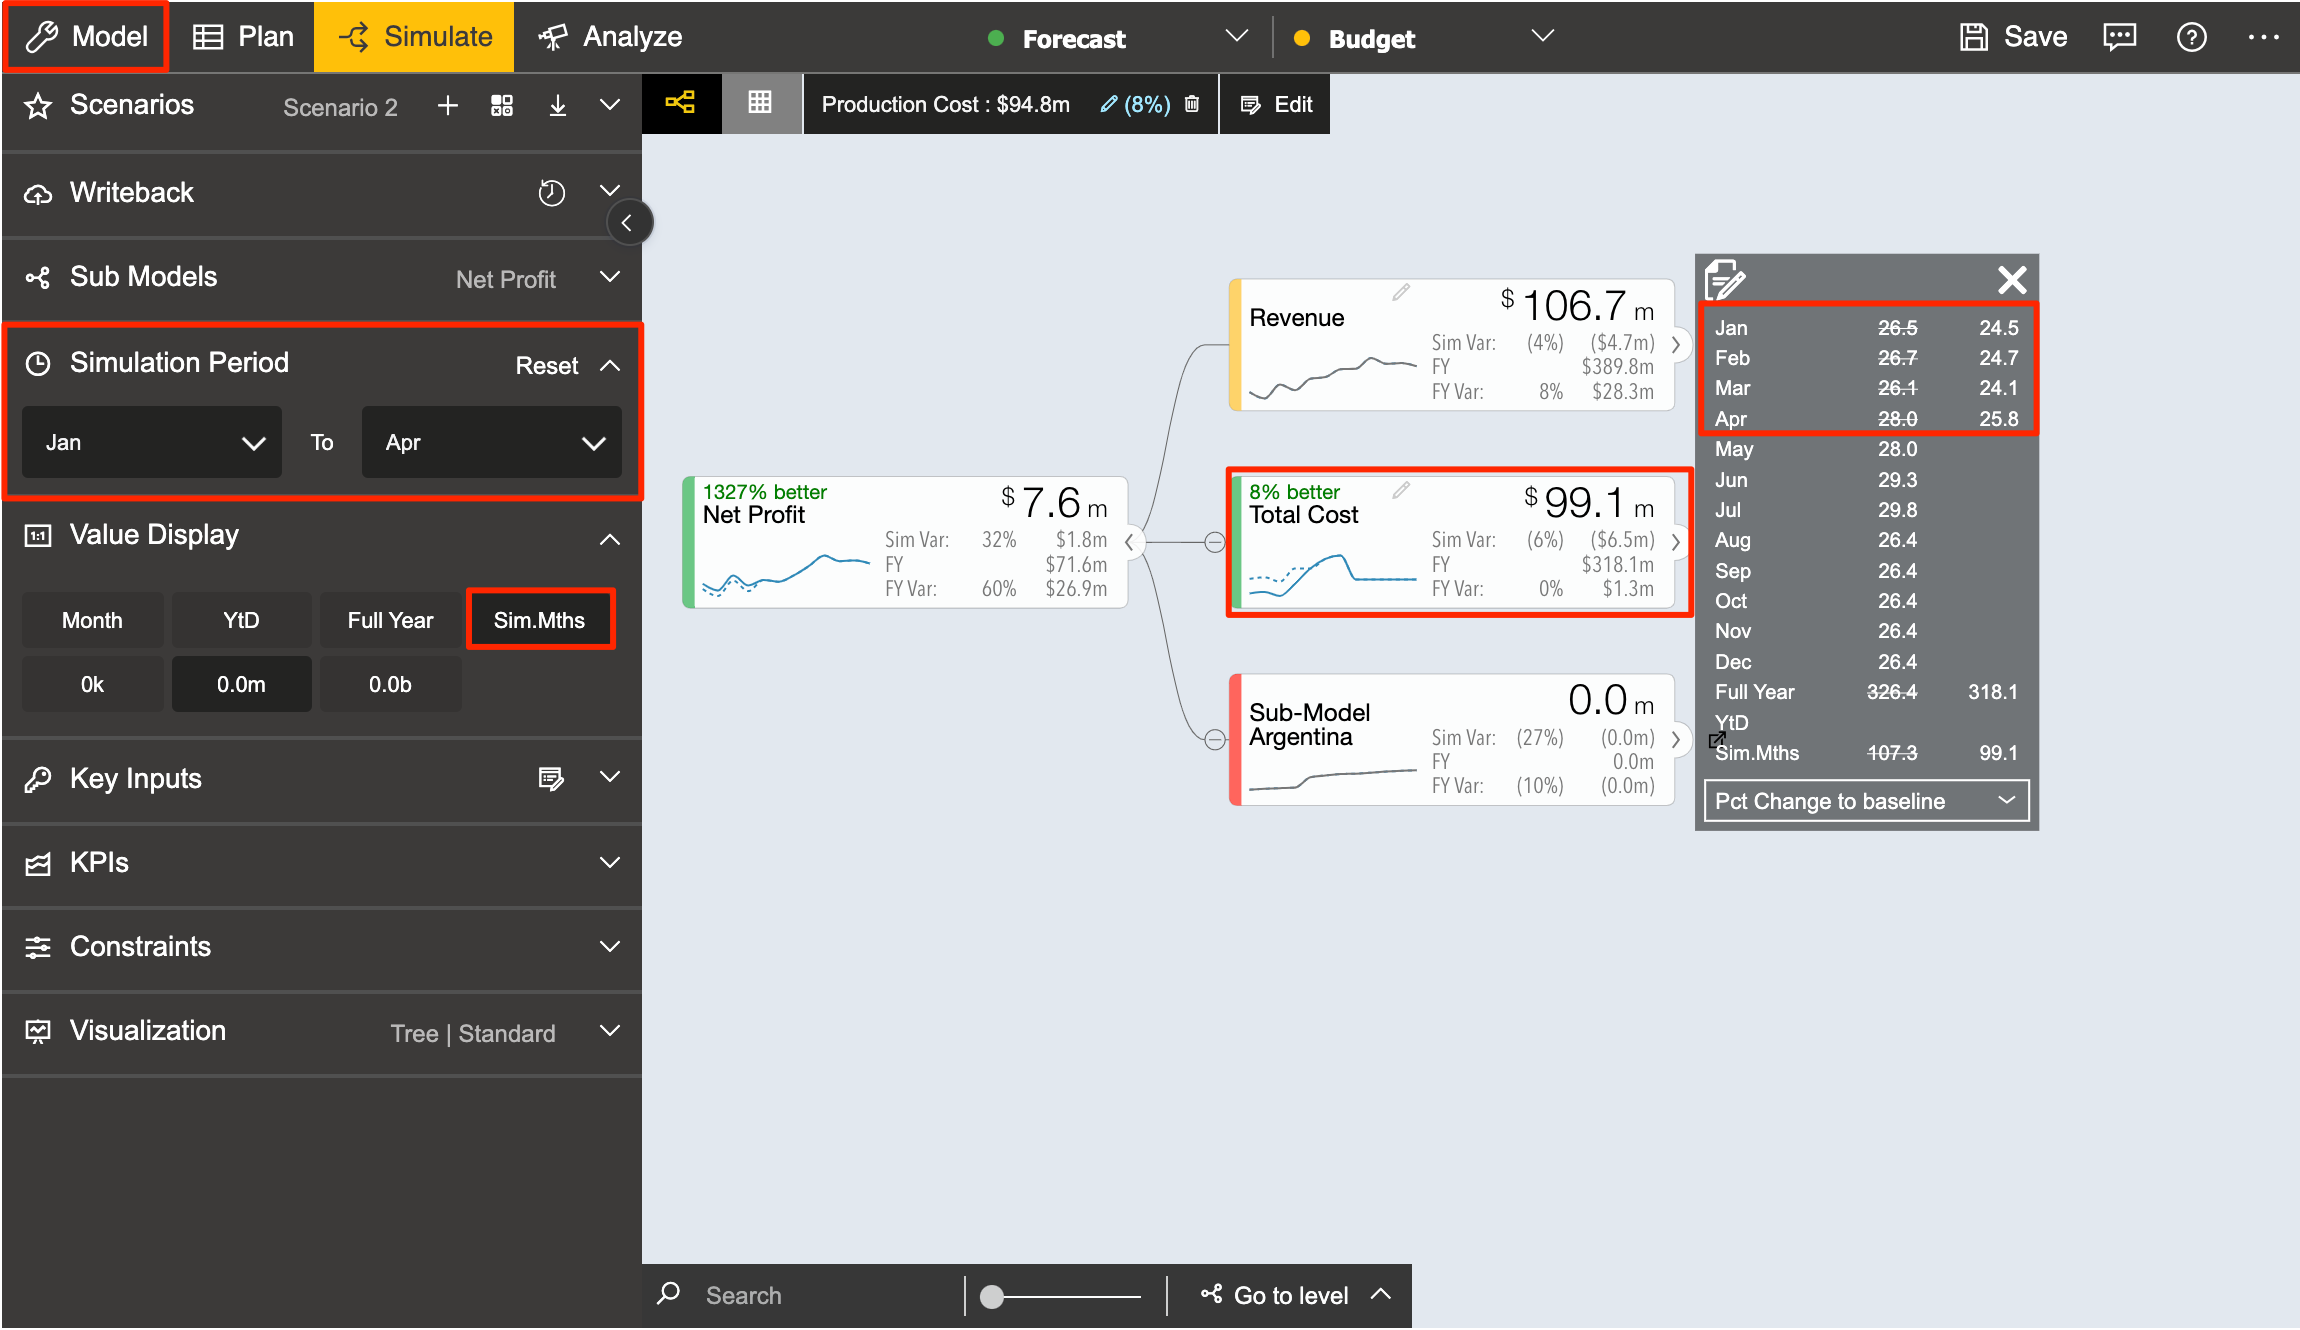 Model Plan Simulate Analyze Forecast Budget Save
Scenarios Scenario 2
Writeback
Sub Models Net Profit
Simulation Period Reset
Jan To Apr
Value Display
1:1
Month YtD Full Year Sim.Mths
0k 0.0m 0.0b
Key Inputs
KPIs
Constraints
Visualization Tree | Standard
Production Cost : $94.8m (8%) Edit
1327% better
Net Profit
$ 7.6 m
Sim Var: 32% $1.8m
FY $71.6m
FY Var: 60% $26.9m
Revenue
$ 106.7 m
Sim Var: (4%) ($4.7m)
FY $389.8m
FY Var: 8% $28.3m
8% better
Total Cost
$ 99.1 m
Sim Var: (6%) ($6.5m)
FY $318.1m
FY Var: 0% $1.3m
Sub-Model
Argentina
0.0 m
Sim Var: (27%) (0.0m)
FY 0.0m
FY Var: (10%) (0.0m)
Jan 26.5 24.5
Feb 26.7 24.7
Mar 26.1 24.1
Apr 28.0 25.8
May 28.0
Jun 29.3
Jul 29.8
Aug 26.4
Sep 26.4
Oct 26.4
Nov 26.4
Dec 26.4
Full Year 326.4 318.1
YtD
Sim.Mths 107.3 99.1
Pct Change to baseline
Search Go to level